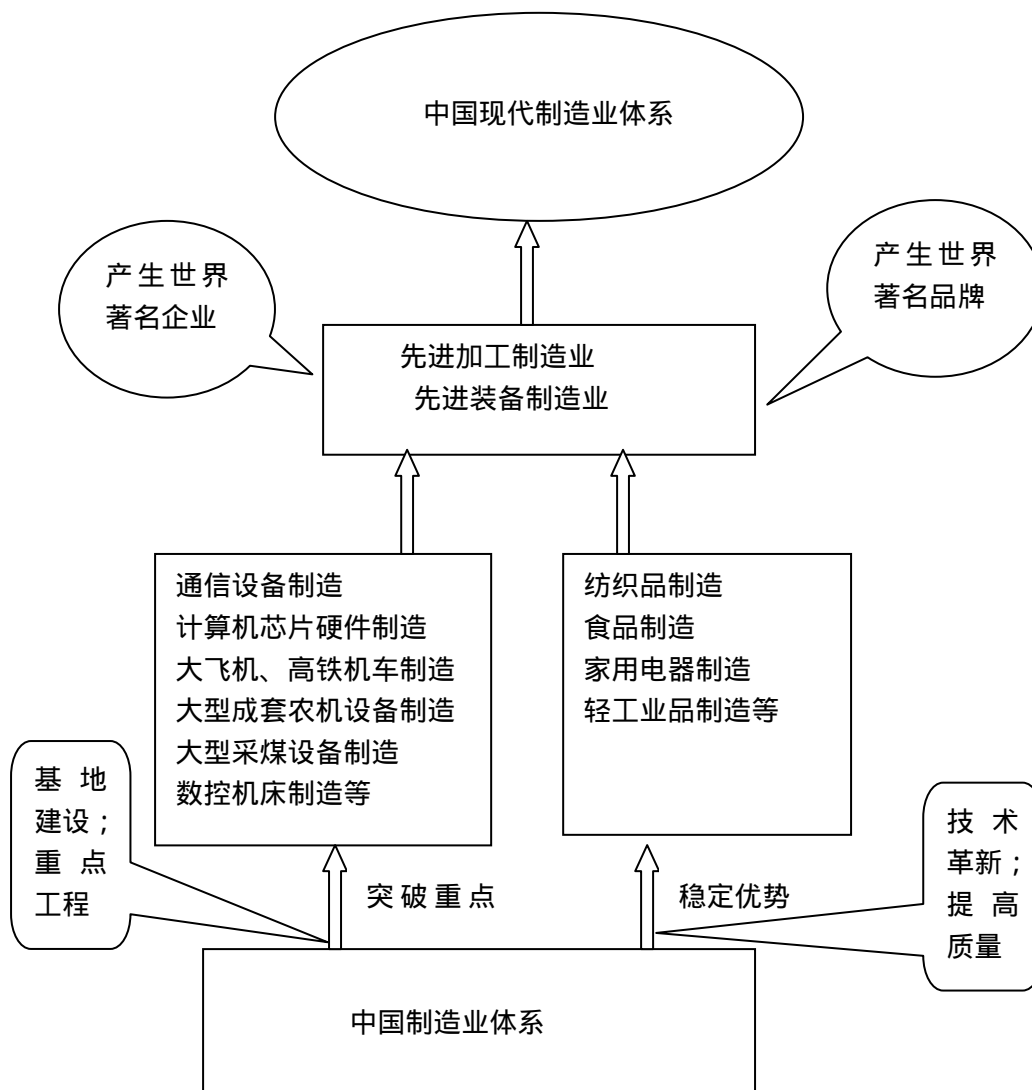 中国现代制造业体系
产生世界
著名企业
产生世界
著名品牌
先进加工制造业
先进装备制造业
通信设备制造
计算机芯片硬件制造
大飞机、高铁机车制造
大型成套农机设备制造
大型采煤设备制造
数控机床制造等
纺织品制造
食品制造
家用电器制造
轻工业品制造等
基地
建设；
重点
工程
突破重点
稳定优势
技术
革新；
提高
质量
中国制造业体系